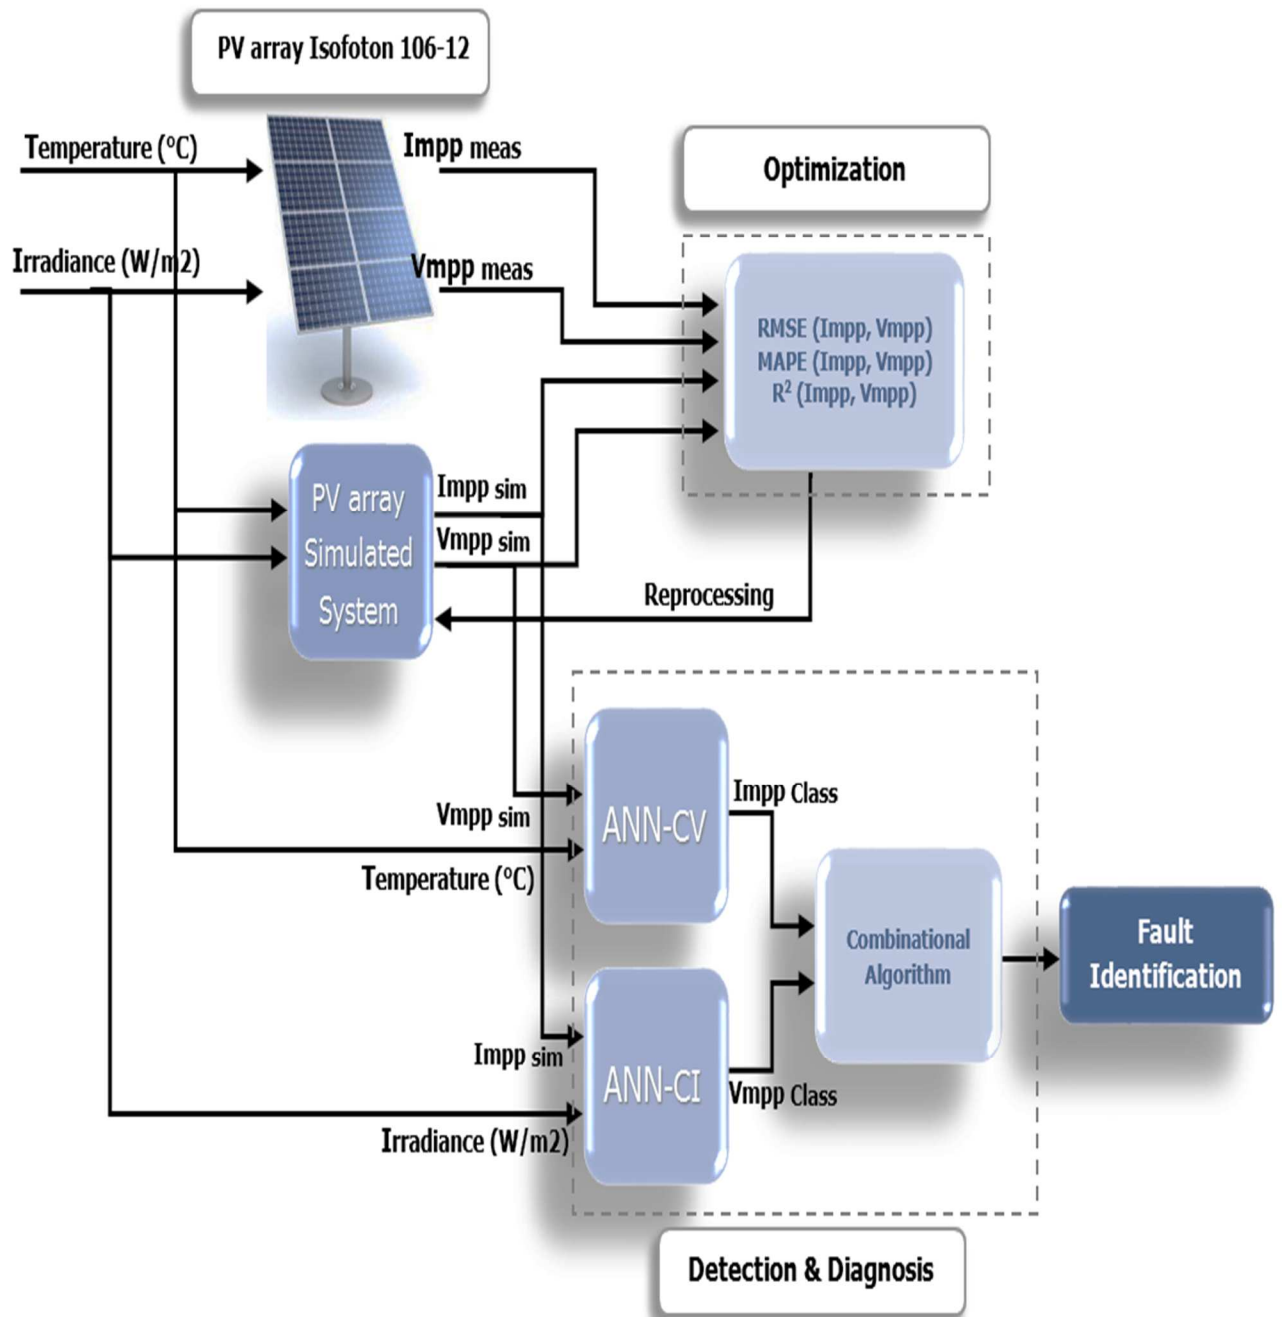 PV array Isofoton 106-12
Temperature (°C)
Impp meas
Optimization
Irradiance (W/m2)
Vmpp meas
RMSE (Impp, Vmpp)
MAPE (Impp, Vmpp)
R² (Impp, Vmpp)
PV array
Simulated
System
Impp sim
Vmpp sim
Reprocessing
Vmpp sim
Temperature (°C)
ANN-CV
Impp Class
Combinational
Algorithm
Fault
Identification
Impp sim
Irradiance (W/m2)
ANN-CI
Vmpp Class
Detection & Diagnosis